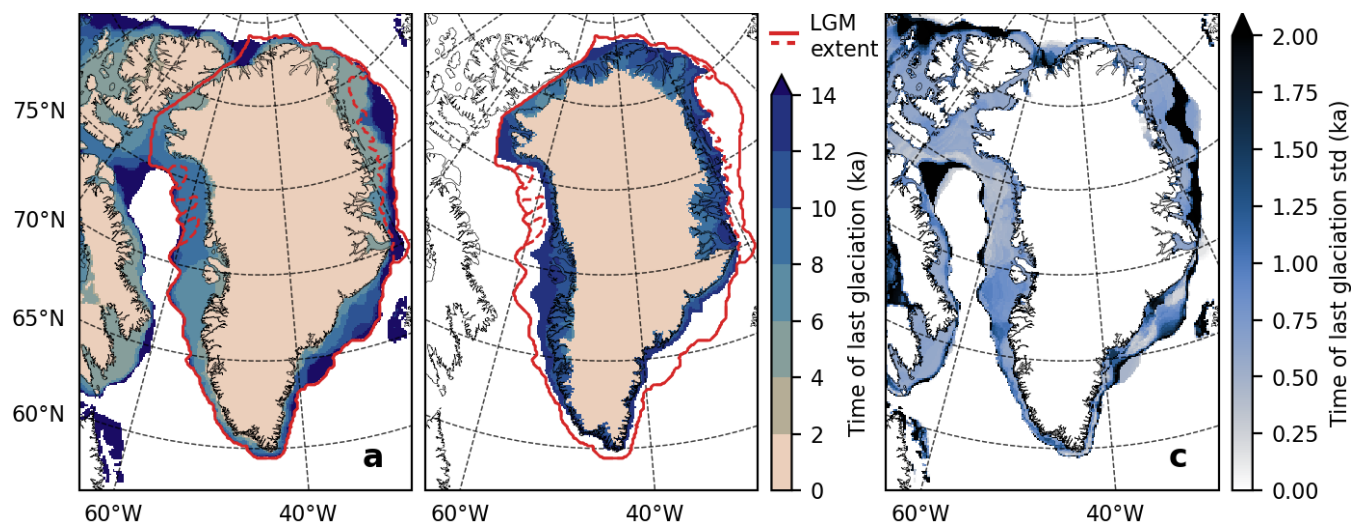 75°N
70°N
65°N
60°N
60°W
40°W
a
60°W
40°W
LGM
extent
14
12
10
8
6
4
2
0
Time of last glaciation (ka)
60°W
40°W
c
2.00
1.75
1.50
1.25
1.00
0.75
0.50
0.25
0.00
Time of last glaciation std (ka)